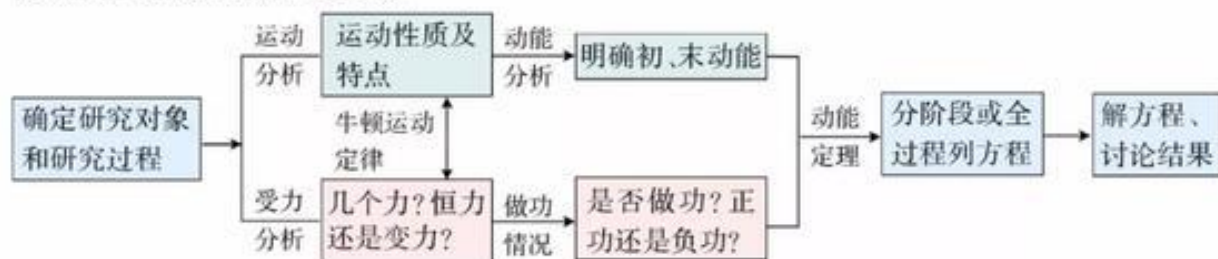 确定研究对象
和研究过程
运动
分析
运动性质及
特点
动能
分析
明确初、末动能
牛顿运动
定律
受力
分析
几个力?恒力
还是变力?
做功
情况
是否做功?正
功还是负功?
动能
定理
分阶段或全
过程列方程
解方程、
讨论结果